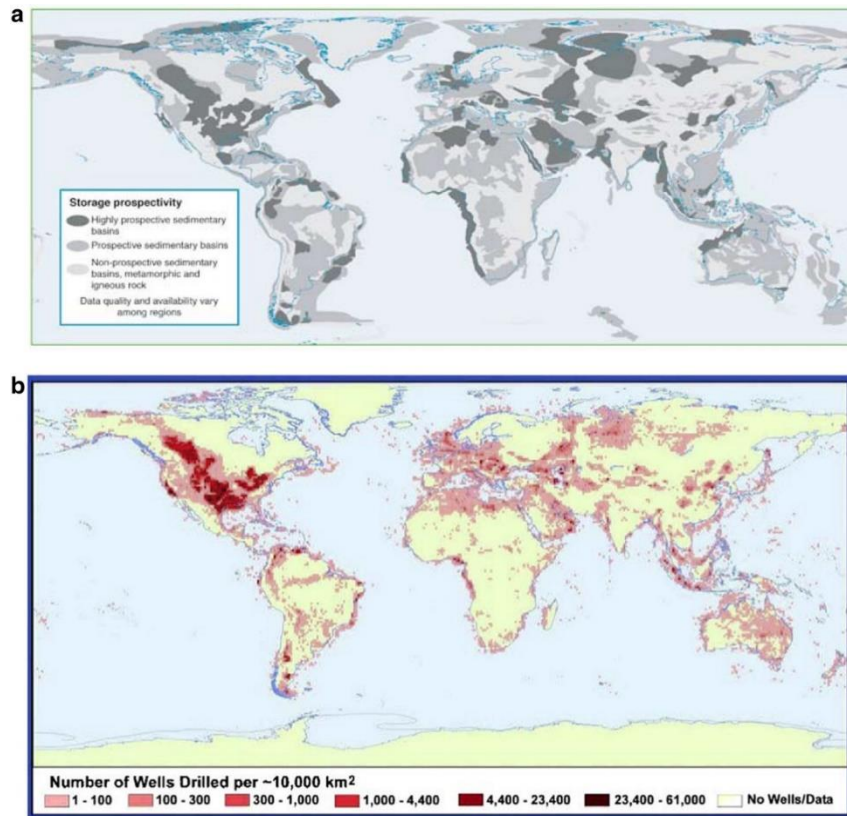 a
Storage prospectivity
Highly prospective sedimentary
basins
Prospective sedimentary basins
Non-prospective sedimentary
basins, metamorphic and
igneous rock
Data quality and availability vary
among regions
b
Number of Wells Drilled per ~10,000 km²
1 - 100 100 - 300 300 - 1,000 1,000 - 4,400 4,400 - 23,400 23,400 - 61,000 No Wells/Data